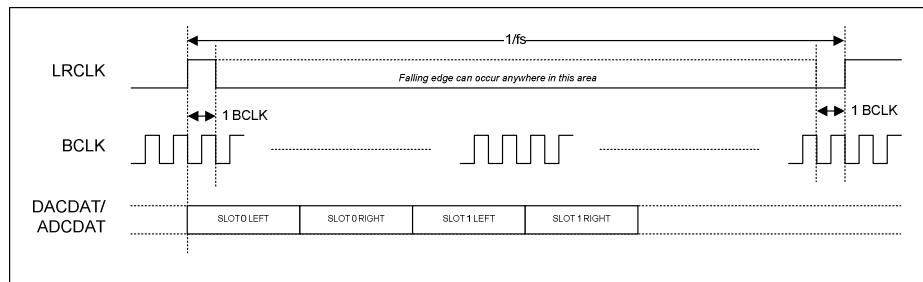 1/fs
LRCLK
Falling edge can occur anywhere in this area
1 BCLK
1 BCLK
BCLK
DACDAT/
ADCDAT
SLOT 0 LEFT
SLOT 0 RIGHT
SLOT 1 LEFT
SLOT 1 RIGHT